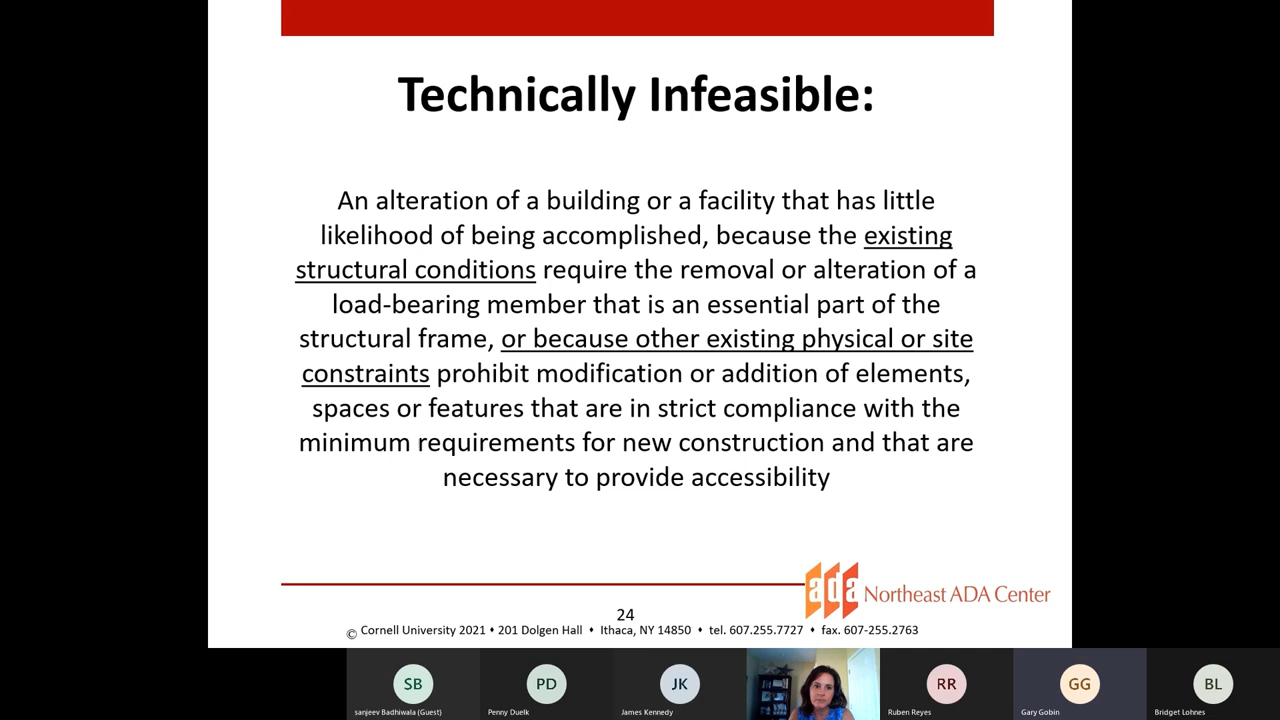 Technically Infeasible:
An alteration of a building or a facility that has little
likelihood of being accomplished, because the existing
structural conditions require the removal or alteration of a
load-bearing member that is an essential part of the
structural frame, or because other existing physical or site
constraints prohibit modification or addition of elements,
spaces or features that are in strict compliance with the
minimum requirements for new construction and that are
necessary to provide accessibility
ada Northeast ADA Center
24
© Cornell University 2021 • 201 Dolgen Hall • Ithaca, NY 14850 • tel. 607.255.7727 • fax. 607-255.2763
SB PD JK RR GG BL
sanjeev Badhiwala (Guest) Penny Duelk James Kennedy Ruben Reyes Gary Gobin Bridget Lohnes